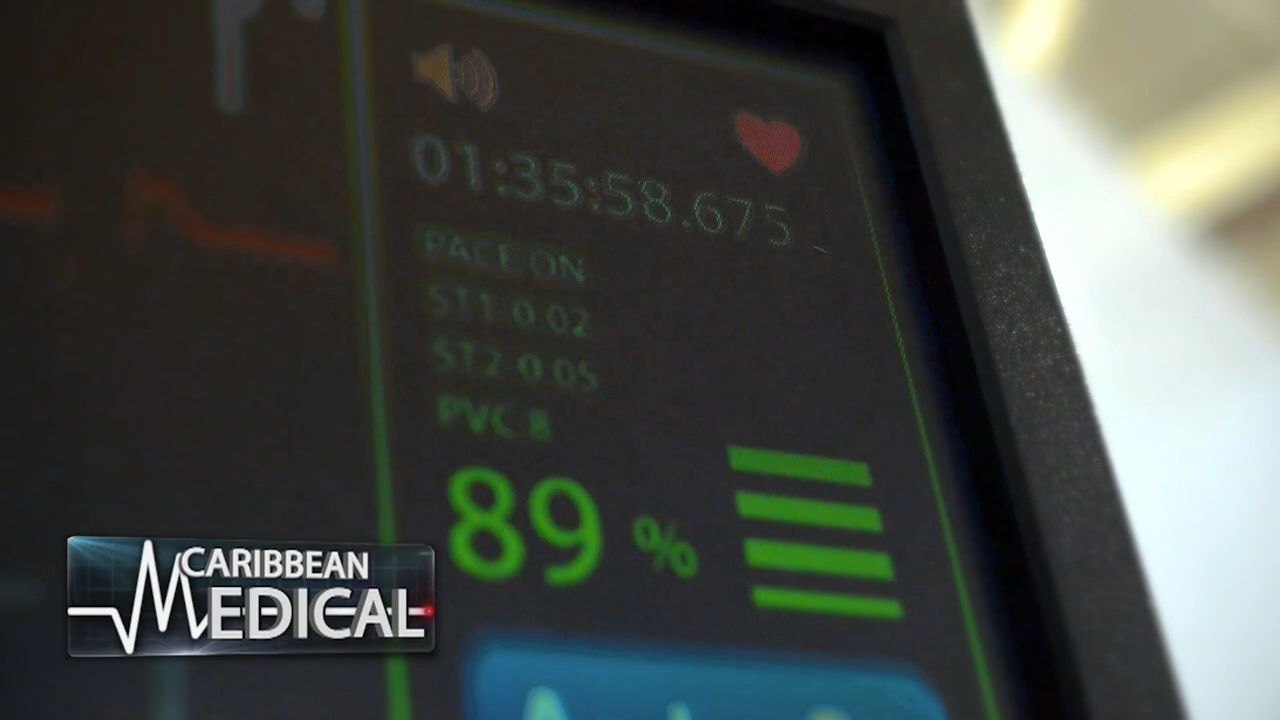 01:35:58.675
PACE ON
ST1 0 02
ST2 0 05
PVC 8
89 %
CARIBBEAN
MEDICAL